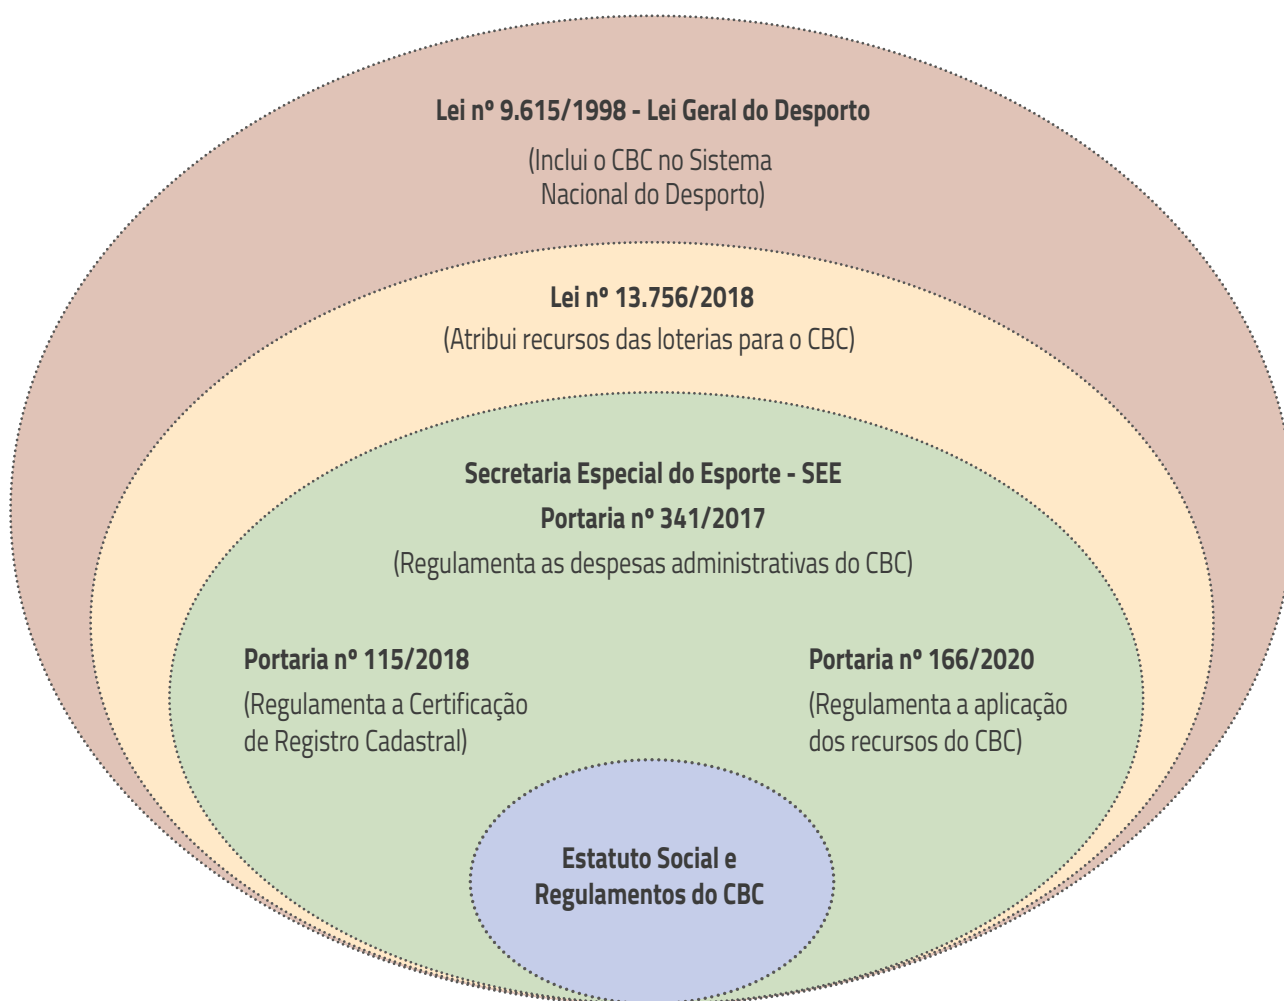 Lei nº 9.615/1998 - Lei Geral do Desporto
(Inclui o CBC no Sistema
Nacional do Desporto)
Lei nº 13.756/2018
(Atribui recursos das loterias para o CBC)
Secretaria Especial do Esporte - SEE
Portaria nº 341/2017
(Regulamenta as despesas administrativas do CBC)
Portaria nº 115/2018
(Regulamenta a Certificação
de Registro Cadastral)
Portaria nº 166/2020
(Regulamenta a aplicação
dos recursos do CBC)
Estatuto Social e
Regulamentos do CBC